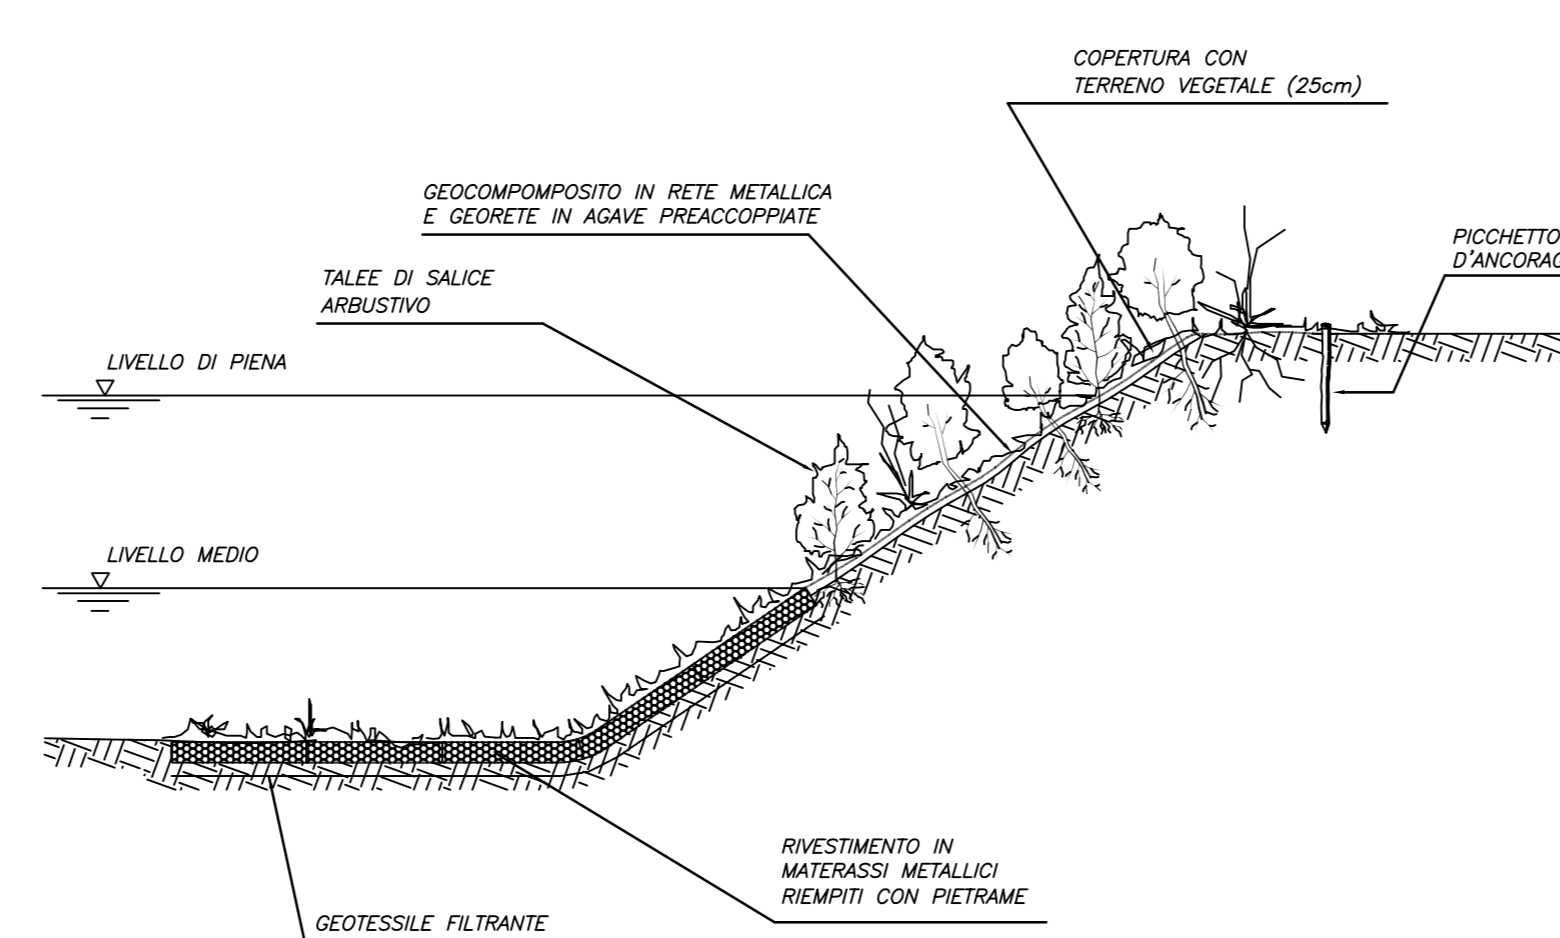 COPERTURA CON
TERRENO VEGETALE (25cm)
GEOCOMPOMPOSITO IN RETE METALLICA
E GEORETE IN AGAVE PREACCOPPIATE
PICCHETTO
D'ANCORAG
TALEE DI SALICE
ARBUSTIVO
LIVELLO DI PIENA
LIVELLO MEDIO
RIVESTIMENTO IN
MATERASSI METALLICI
RIEMPITI CON PIETRAME
GEOTESSILE FILTRANTE